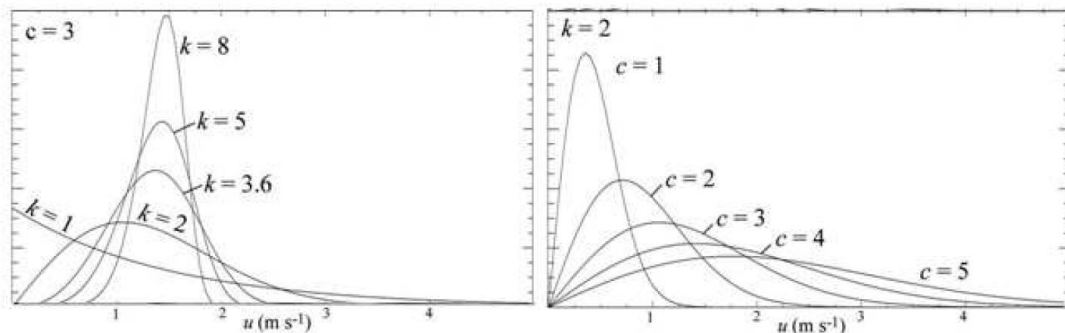 c = 3
k = 8
k = 5
k = 3.6
k = 1
k = 2
1 2 3 4
u (m s⁻¹)
k = 2
c = 1
c = 2
c = 3
c = 4
c = 5
1 2 3 4
u (m s⁻¹)